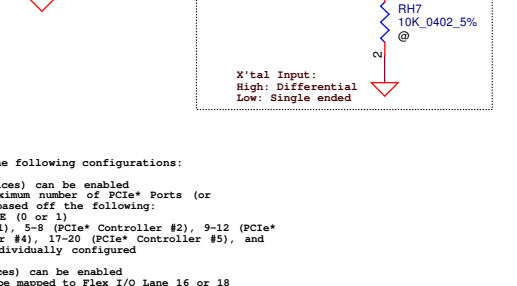 RH7
10K_0402_5%
@
2
X'tal Input:
High: Differential
Low: Single ended
e following configurations:
ces) can be enabled
ximum number of PCIe* Ports (or
based off the following:
E (0 or 1)
1), 5-8 (PCIe* Controller #2), 9-12 (PCIe*
r #4), 17-20 (PCIe* Controller #5), and
dividually configured
ces) can be enabled
be mapped to Flex I/O Lane 16 or 18